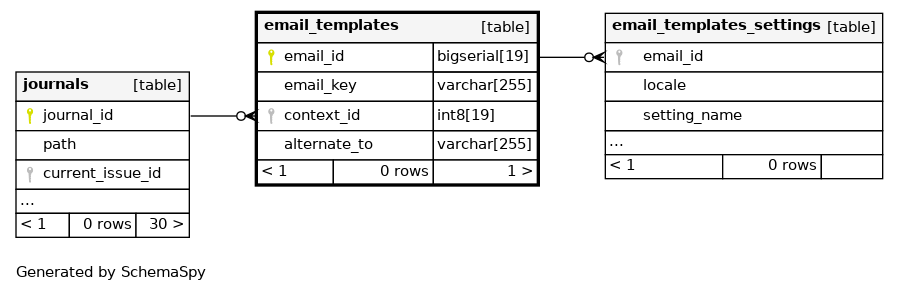 journals [table]
journal_id
path
current_issue_id
...
< 1 0 rows 30 >
email_templates [table]
email_id bigserial[19]
email_key varchar[255]
context_id int8[19]
alternate_to varchar[255]
< 1 0 rows 1 >
email_templates_settings [table]
email_id
locale
setting_name
...
< 1 0 rows
Generated by SchemaSpy